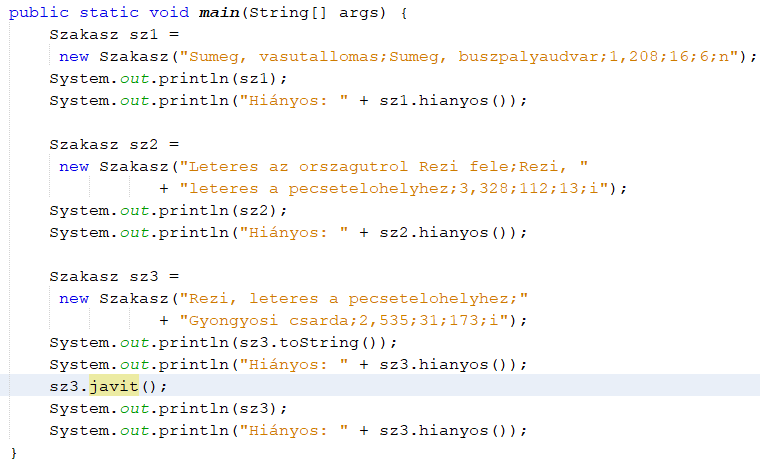 public static void main(String[] args) {
    Szakasz sz1 =
     new Szakasz("Sumeg, vasutallomas;Sumeg, buszpalyaudvar;1,208;16;6;n");
    System.out.println(sz1);
    System.out.println("Hiányos: " + sz1.hianyos());

    Szakasz sz2 =
     new Szakasz("Leteres az orszagutrol Rezi fele;Rezi, "
               + "leteres a pecsetelohelyhez;3,328;112;13;i");
    System.out.println(sz2);
    System.out.println("Hiányos: " + sz2.hianyos());

    Szakasz sz3 =
     new Szakasz("Rezi, leteres a pecsetelohelyhez;"
               + "Gyongyosi csarda;2,535;31;173;i");
    System.out.println(sz3.toString());
    System.out.println("Hiányos: " + sz3.hianyos());
    sz3.javit();
    System.out.println(sz3);
    System.out.println("Hiányos: " + sz3.hianyos());
}